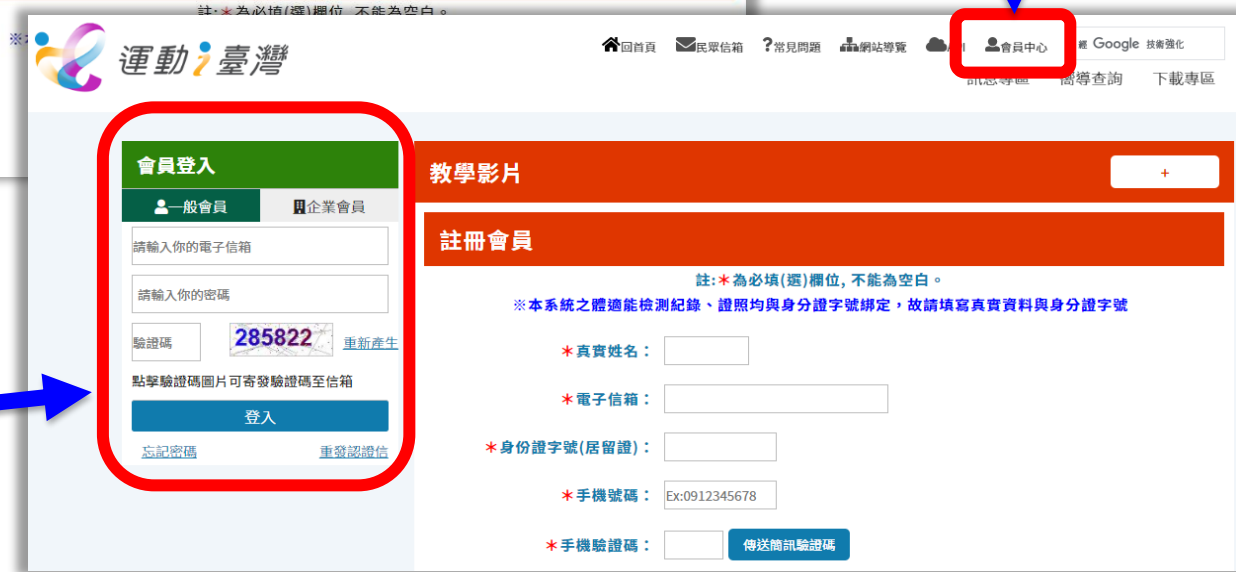 註:*為必填(選)欄位, 不能為空白。
運動i臺灣
回首頁 民眾信箱 ?常見問題 網站導覽 會員中心 Google 技術強化
訊息專區 嚮導查詢 下載專區
會員登入
一般會員 企業會員
請輸入你的電子信箱
請輸入你的密碼
驗證碼 285822 重新產生
點擊驗證碼圖片可寄發驗證碼至信箱
登入
忘記密碼 重發認證信
教學影片 +
註冊會員
註:*為必填(選)欄位, 不能為空白。
※本系統之體適能檢測紀錄、證照均與身分證字號綁定,故請填寫真實資料與身分證字號
*真實姓名:
*電子信箱:
*身份證字號(居留證):
*手機號碼: Ex:0912345678
*手機驗證碼: 傳送簡訊驗證碼